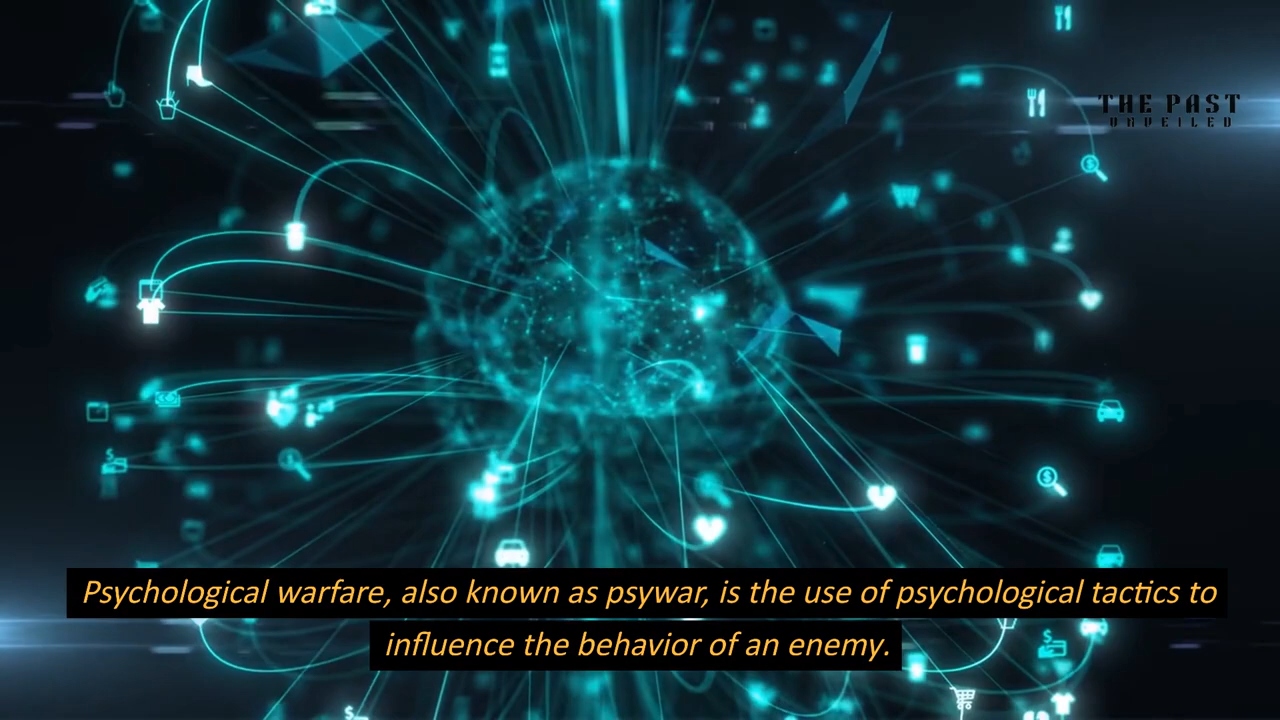 THE PAST
UNVEILED
Psychological warfare, also known as psywar, is the use of psychological tactics to
influence the behavior of an enemy.